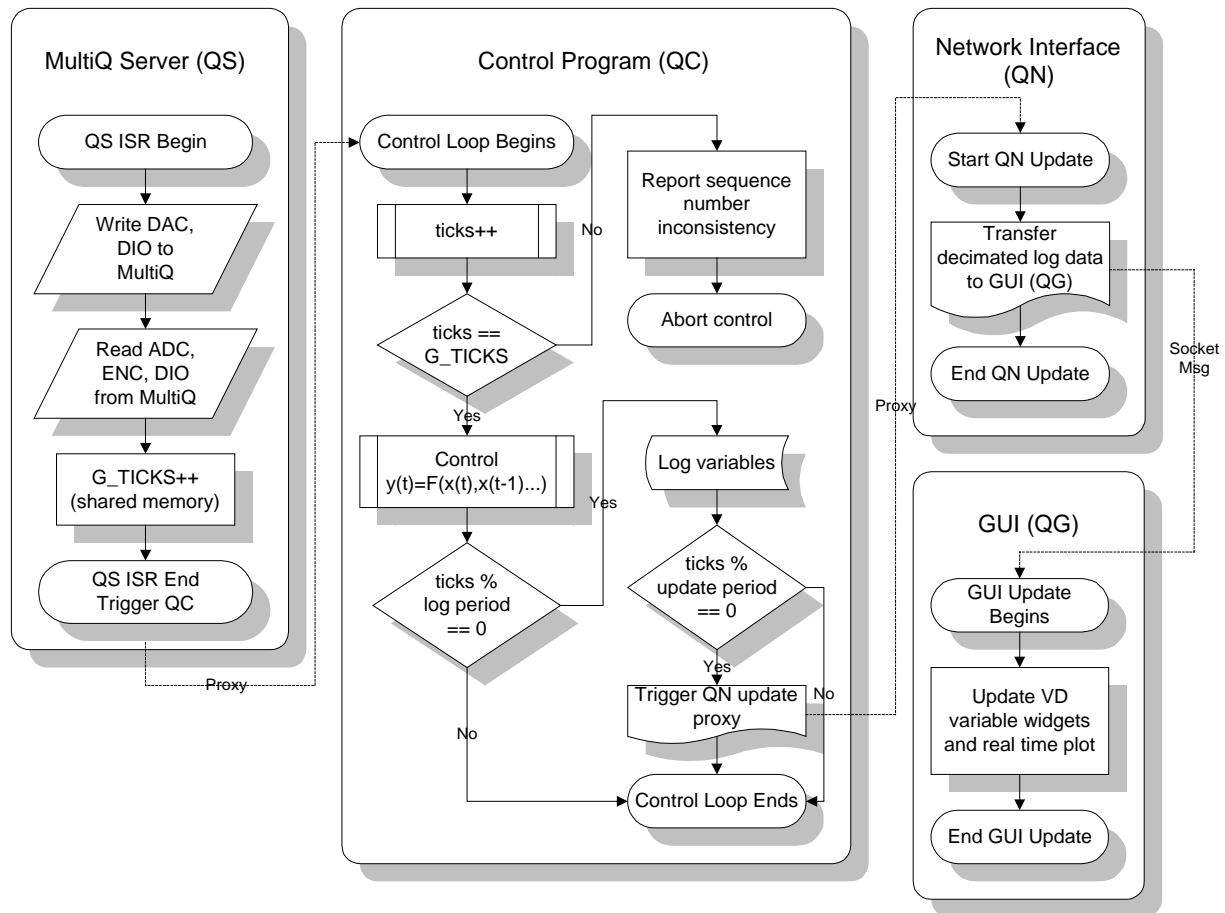 MultiQ Server (QS)
QS ISR Begin
Write DAC,
DIO to
MultiQ
Read ADC,
ENC, DIO
from MultiQ
G_TICKS++
(shared memory)
QS ISR End
Trigger QC
Proxy
Control Program (QC)
Control Loop Begins
ticks++
No
ticks ==
G_TICKS
Yes
Report sequence
number
inconsistency
Abort control
Control
y(t)=F(x(t),x(t-1)...)
Yes
Log variables
ticks %
log period
== 0
No
ticks %
update period
== 0
Yes
No
Trigger QN update
proxy
Control Loop Ends
Proxy
Network Interface
(QN)
Start QN Update
Transfer
decimated log data
to GUI (QG)
End QN Update
Socket
Msg
GUI (QG)
GUI Update
Begins
Update VD
variable widgets
and real time plot
End GUI Update